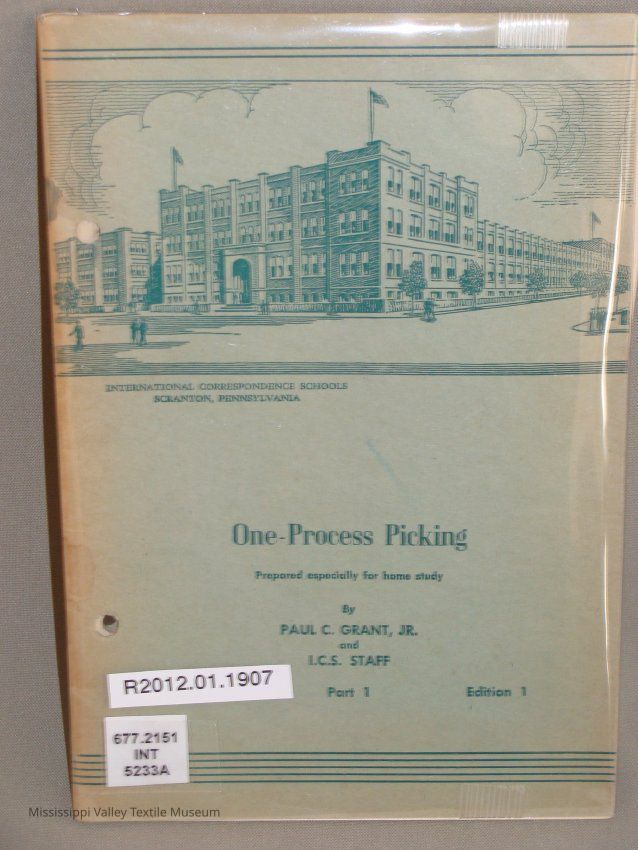 INTERNATIONAL CORRESPONDENCE SCHOOLS
SCRANTON, PENNSYLVANIA
One-Process Picking
Prepared especially for home study
By
PAUL C. GRANT, JR.
and
I.C.S. STAFF
Part 1 Edition 1
R2012.01.1907
677.2151
INT
5233A
Mississippi Valley Textile Museum